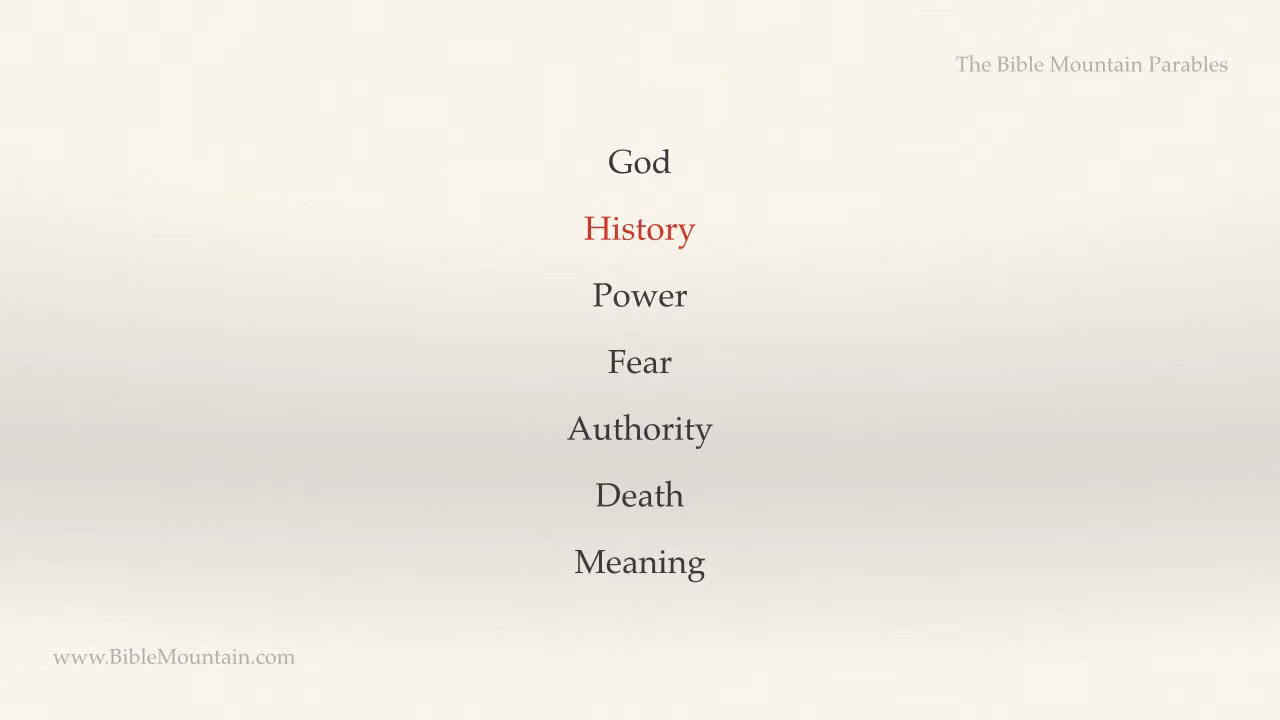 The Bible Mountain Parables
God
History
Power
Fear
Authority
Death
Meaning
www.BibleMountain.com